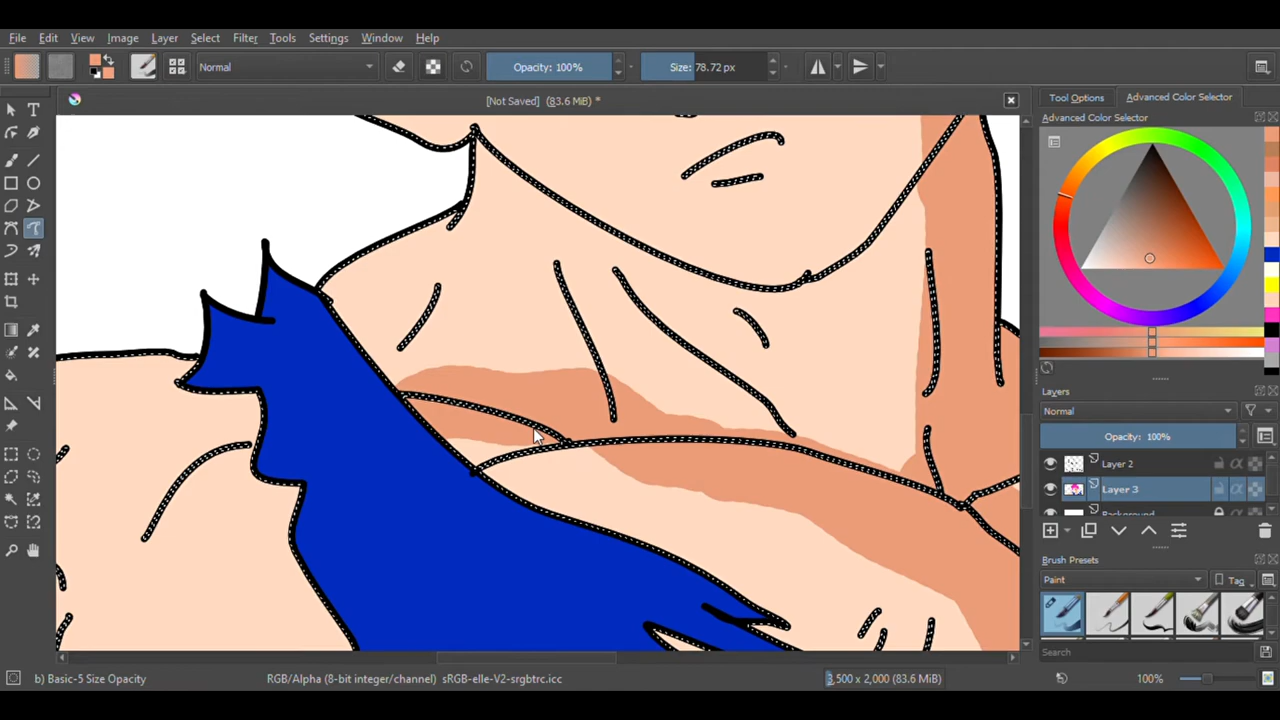 File Edit View Image Layer Select Filter Tools Settings Window Help
Normal Opacity: 100% Size: 78.72 px
[Not Saved] (83.6 MiB) *
Tool Options Advanced Color Selector
Advanced Color Selector
Layers
Normal
Opacity: 100%
Layer 2
Layer 3
Background
Brush Presets
Paint Tag
Search
b) Basic-5 Size Opacity RGB/Alpha (8-bit integer/channel) sRGB-elle-V2-srgbtrc.icc 3,500 x 2,000 (83.6 MiB) 100%